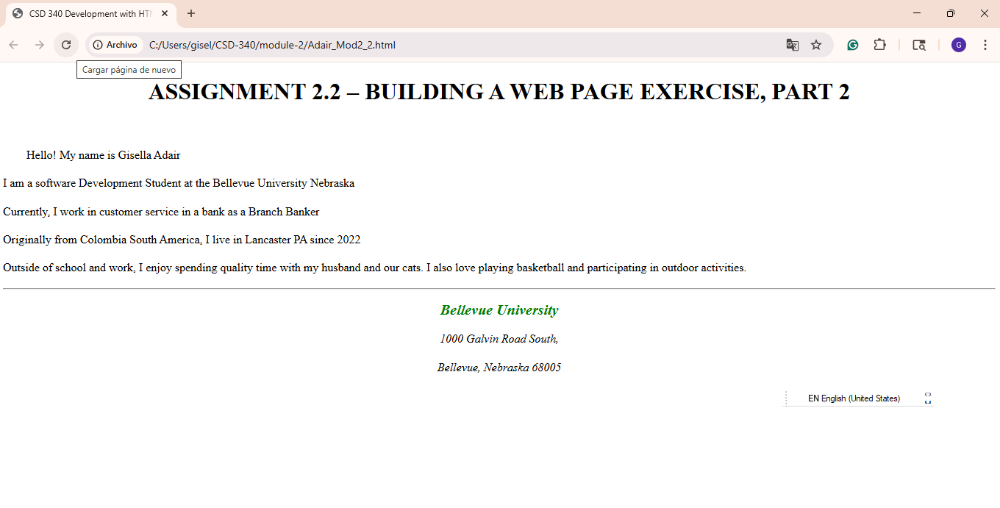 CSD 340 Development with HT
Archivo
C:/Users/gisel/CSD-340/module-2/Adair_Mod2_2.html
G
Cargar página de nuevo
ASSIGNMENT 2.2 – BUILDING A WEB PAGE EXERCISE, PART 2
Hello! My name is Gisella Adair
I am a software Development Student at the Bellevue University Nebraska
Currently, I work in customer service in a bank as a Branch Banker
Originally from Colombia South America, I live in Lancaster PA since 2022
Outside of school and work, I enjoy spending quality time with my husband and our cats. I also love playing basketball and participating in outdoor activities.
Bellevue University
1000 Galvin Road South,
Bellevue, Nebraska 68005
EN English (United States)